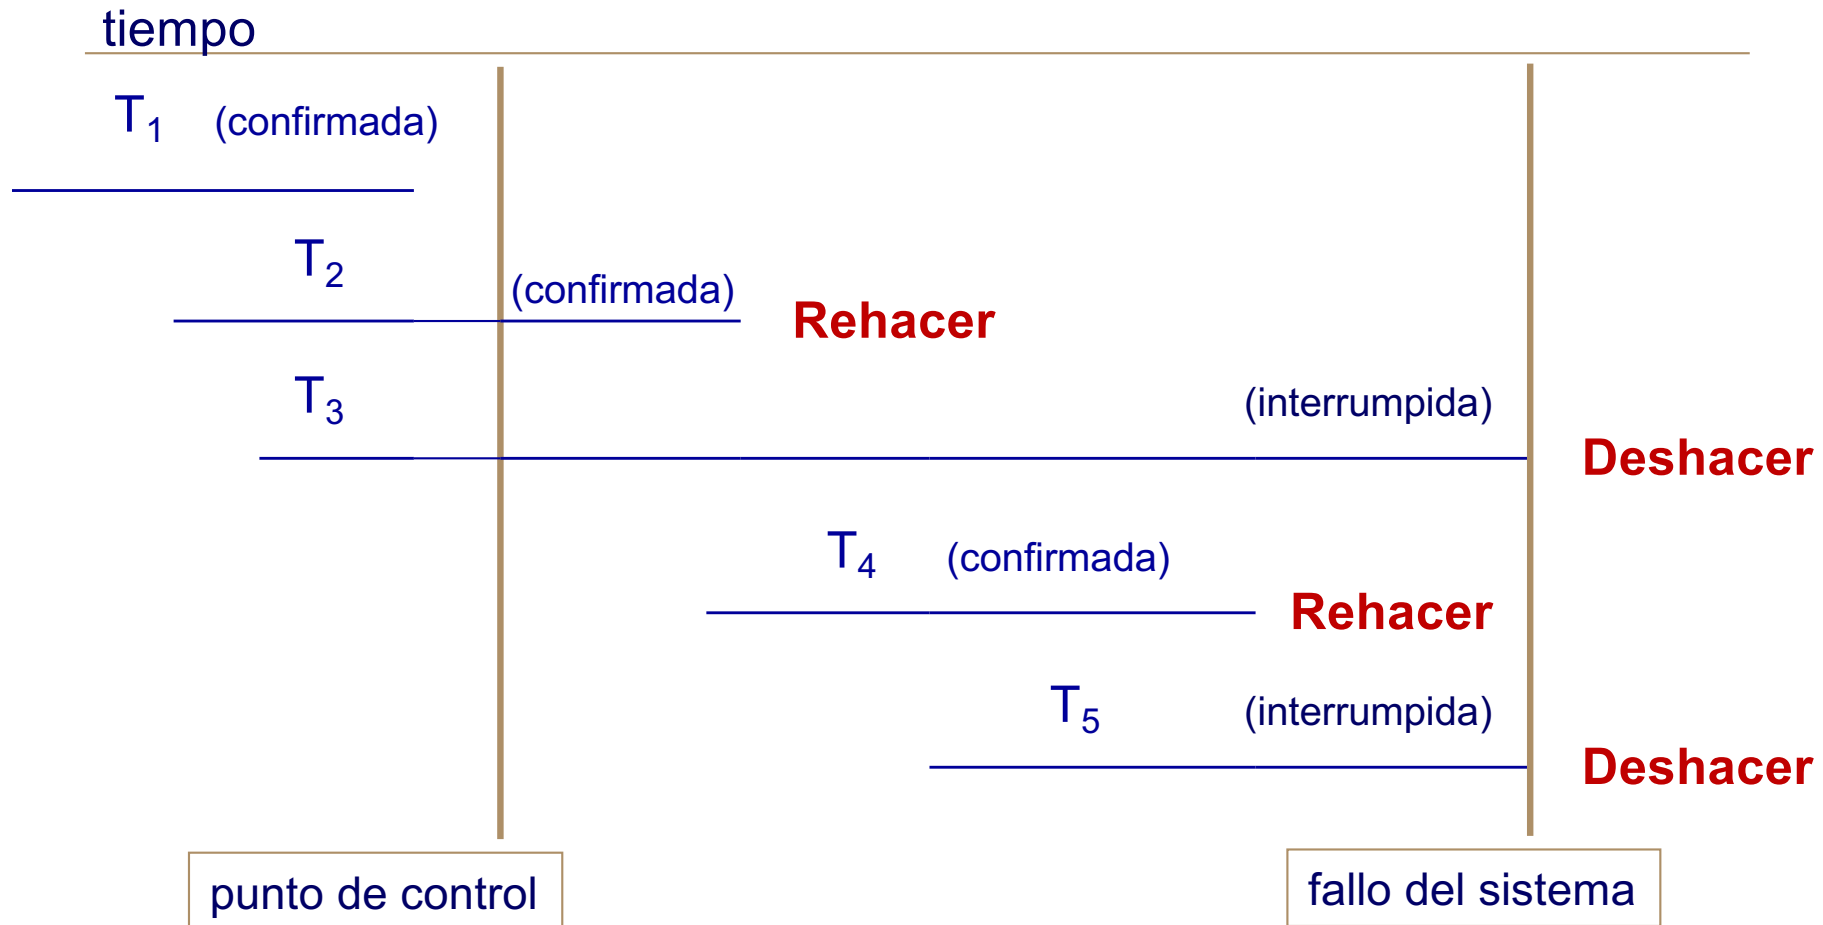 tiempo
T1 (confirmada)
T2
(confirmada)
Rehacer
T3
(interrumpida)
Deshacer
T4 (confirmada)
Rehacer
T5 (interrumpida)
Deshacer
punto de control
fallo del sistema